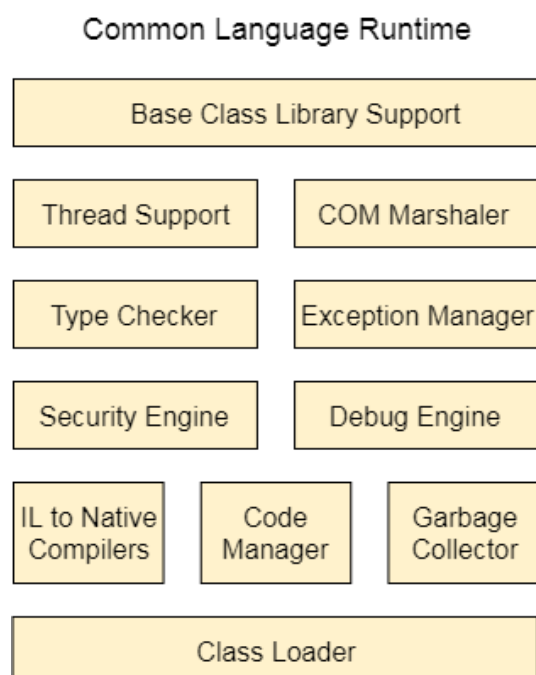 Common Language Runtime
Base Class Library Support
Thread Support
COM Marshaler
Type Checker
Exception Manager
Security Engine
Debug Engine
IL to Native
Compilers
Code
Manager
Garbage
Collector
Class Loader